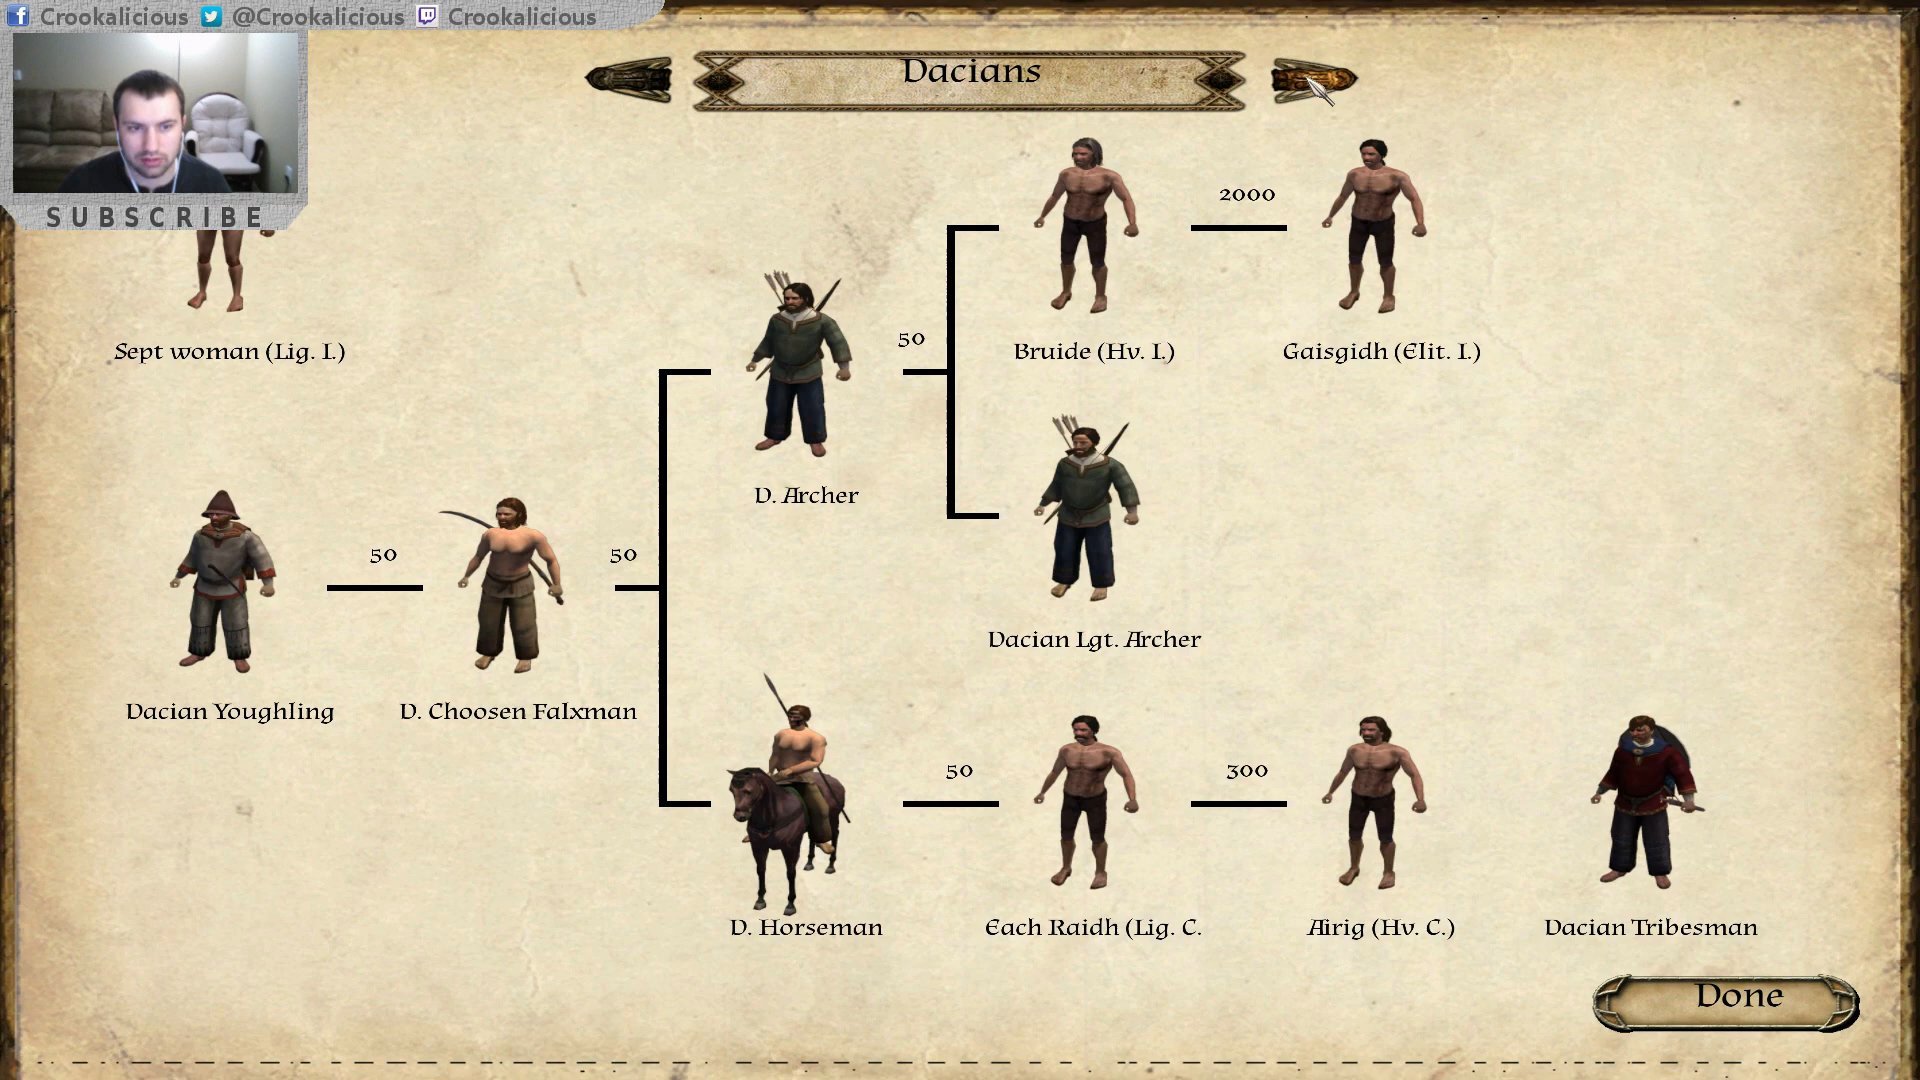 Crookalicious @Crookalicious Crookalicious
SUBSCRIBE
Dacians
2000
50
Sept woman (Lig. I.)
Bruide (Hv. I.)
Gaisgidh (Elit. I.)
D. Archer
50
50
Dacian Lgt. Archer
Dacian Youghling
D. Choosen Falxman
50
300
D. Horseman
Each Raidh (Lig. C.
Airig (Hv. C.)
Dacian Tribesman
Done